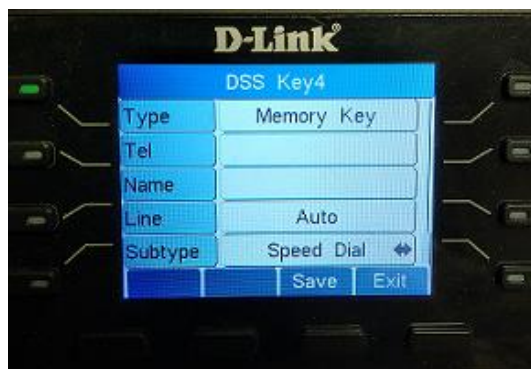 D-Link
DSS Key4
Type Memory Key
Tel
Name
Line Auto
Subtype Speed Dial
Save Exit